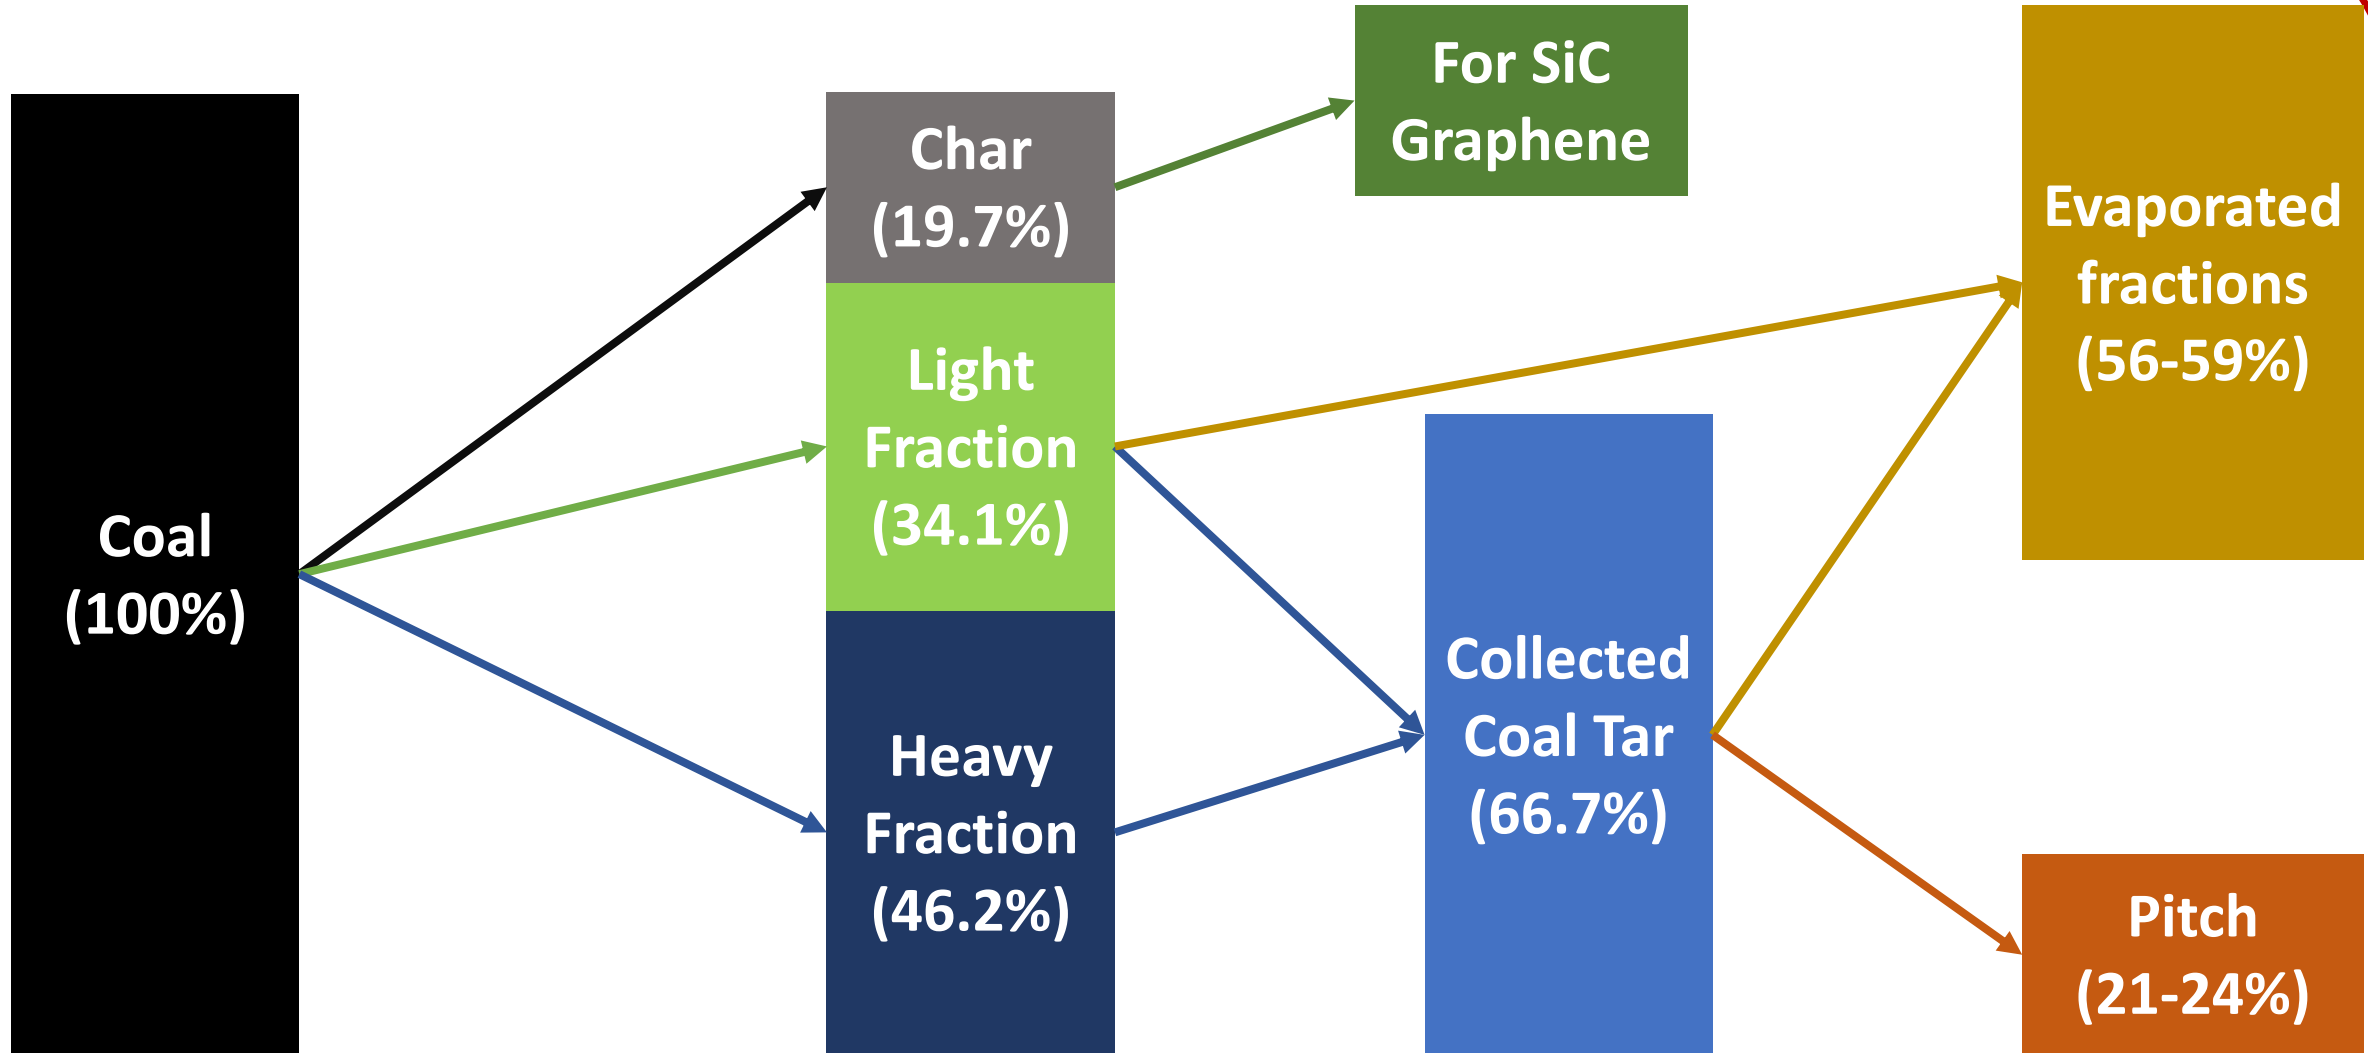 Coal
(100%)
Char
(19.7%)
Light
Fraction
(34.1%)
Heavy
Fraction
(46.2%)
For SiC
Graphene
Collected
Coal Tar
(66.7%)
Evaporated
fractions
(56-59%)
Pitch
(21-24%)